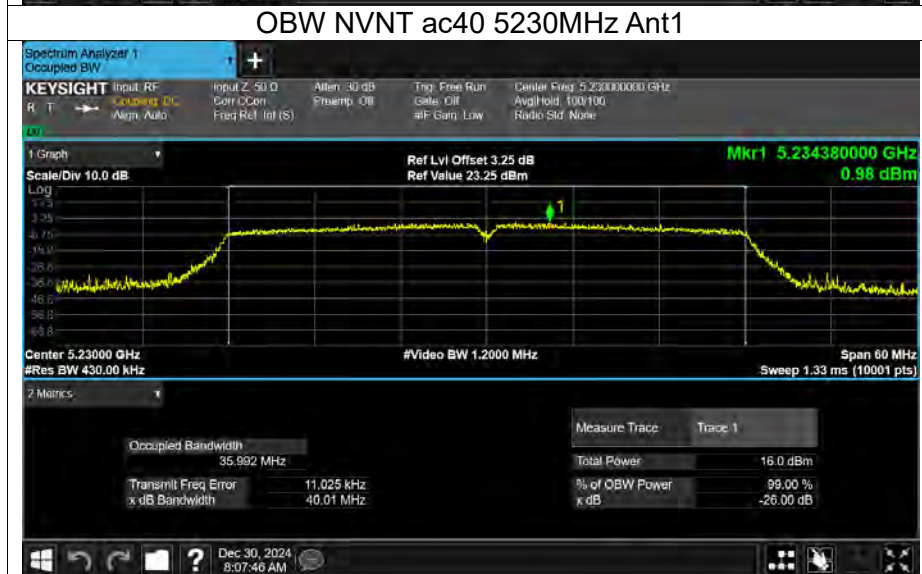 OBW NVNT ac40 5230MHz Ant1
Spectrum Analyzer 1
Occupied BW
+
KEYSIGHT Input: RF Input Z: 50 Ω Atten: 30 dB Trig: Free Run Center Freq: 5.230000000 GHz
R T Coupling: DC Corr CCorr Preamp: Off Gate: Off Avg|Hold: 100/100
Align: Auto Freq Ref: Int (S) #IF Gain: Low Radio Std: None
1 Graph
Ref Lvl Offset 3.25 dB Mkr1 5.234380000 GHz
Scale/Div 10.0 dB Ref Value 23.25 dBm 0.98 dBm
Log
1
Center 5.23000 GHz #Video BW 1.2000 MHz Span 60 MHz
#Res BW 430.00 kHz Sweep 1.33 ms (10001 pts)
2 Metrics
Measure Trace Trace 1
Occupied Bandwidth
35.992 MHz Total Power 16.0 dBm
Transmit Freq Error 11.025 kHz % of OBW Power 99.00 %
x dB Bandwidth 40.01 MHz x dB -26.00 dB
? Dec 30, 2024
8:07:46 AM